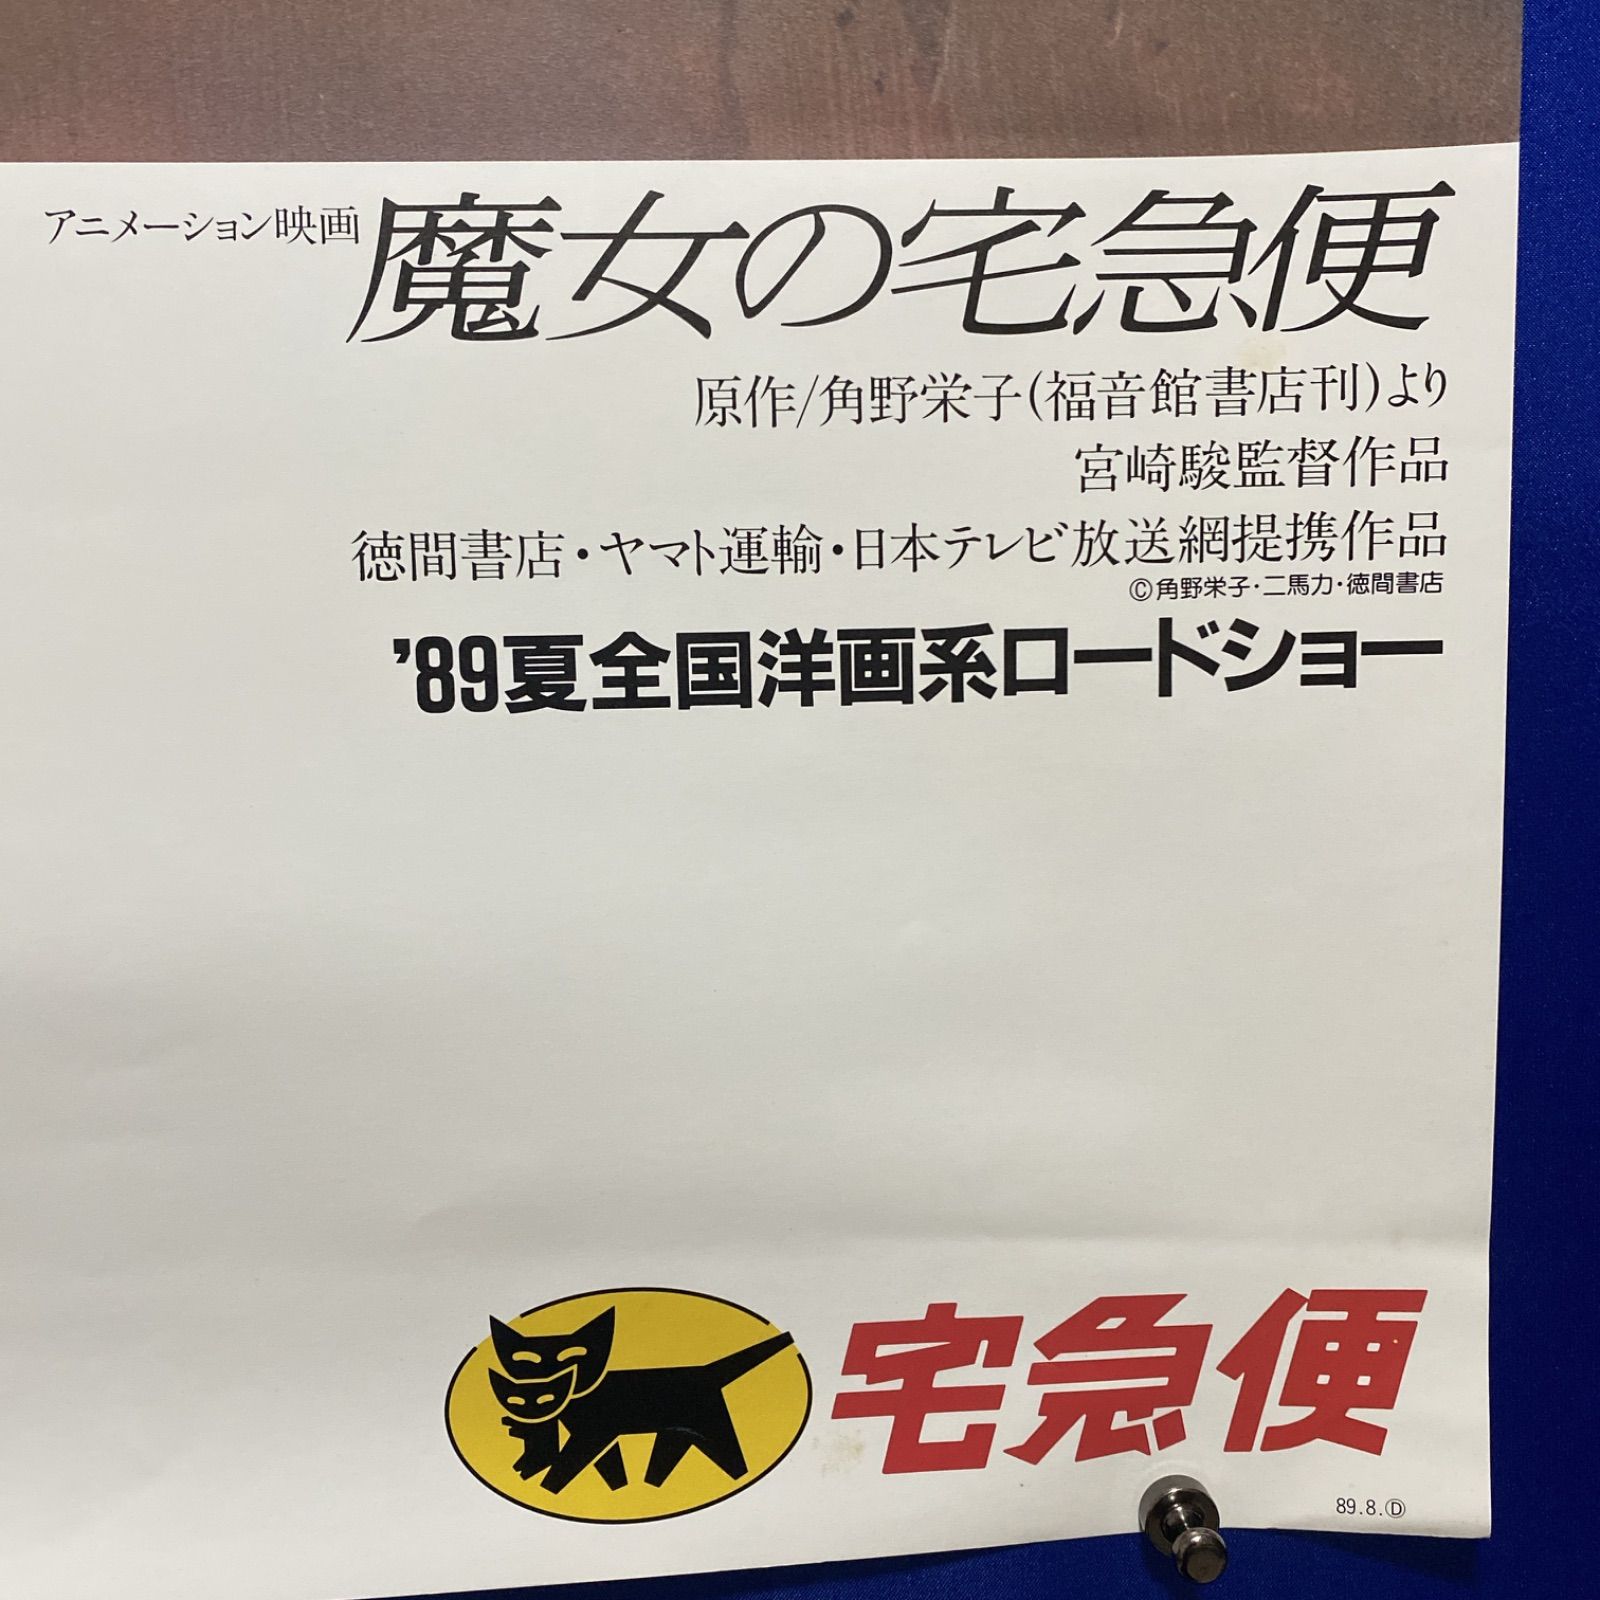 アニメーション映画 魔女の宅急便
原作/角野栄子(福音館書店刊)より
宮崎駿監督作品
徳間書店・ヤマト運輸・日本テレビ放送網提携作品
©角野栄子・二馬力・徳間書店
'89夏全国洋画系ロードショー
宅急便
89.8.Ⓓ